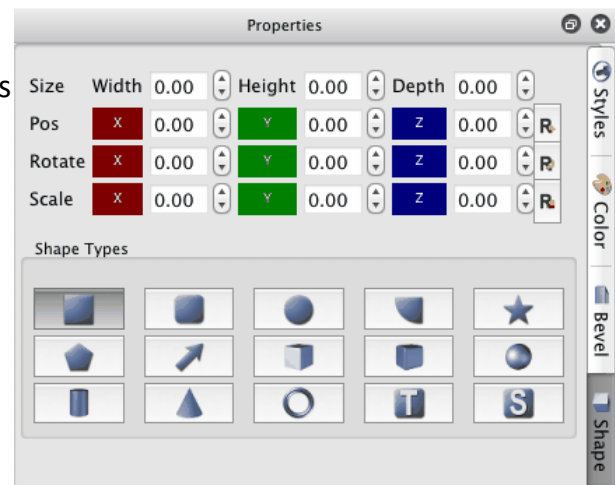 Properties
s
Size Width 0.00 Height 0.00 Depth 0.00
Pos X 0.00 Y 0.00 Z 0.00 R
Rotate X 0.00 Y 0.00 Z 0.00 R
Scale X 0.00 Y 0.00 Z 0.00 R
Shape Types
T S
Styles
Color
Bevel
Shape